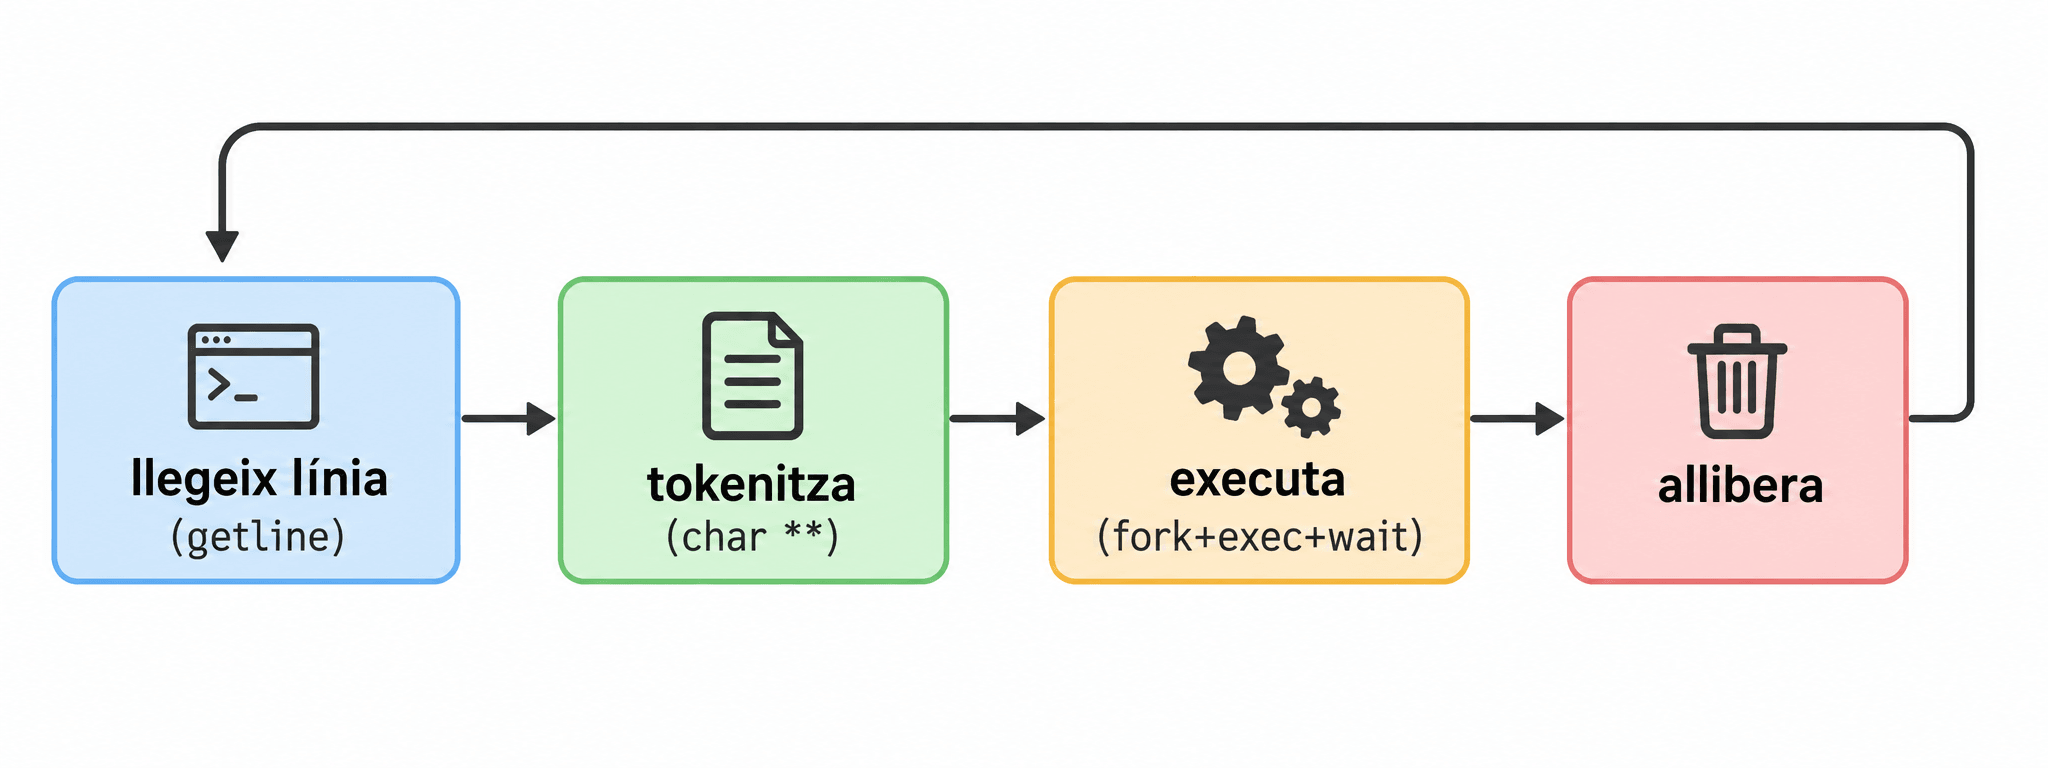 llegeix línia
(getline)
tokenitza
(char **)
executa
(fork+exec+wait)
allibera